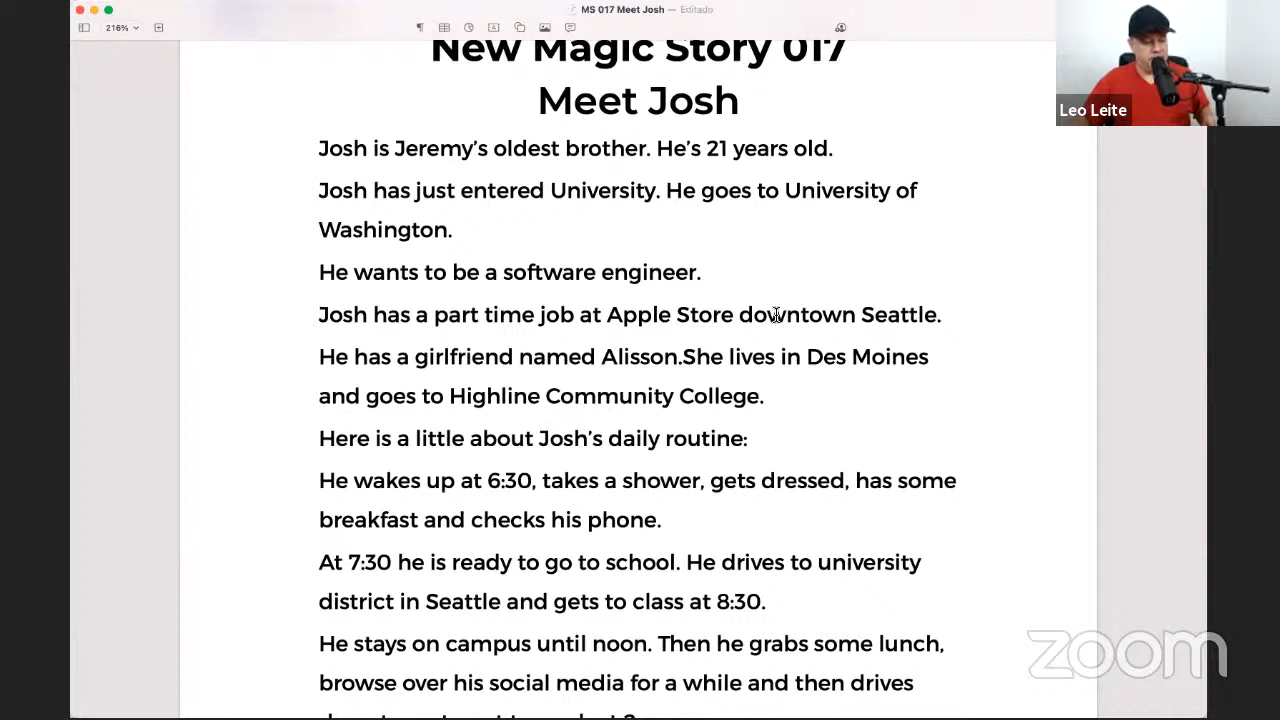 MS 017 Meet Josh — Editado
216%
New Magic Story 017
Meet Josh
Leo Leite
Josh is Jeremy's oldest brother. He's 21 years old.
Josh has just entered University. He goes to University of
Washington.
He wants to be a software engineer.
Josh has a part time job at Apple Store downtown Seattle.
He has a girlfriend named Alisson.She lives in Des Moines
and goes to Highline Community College.
Here is a little about Josh's daily routine:
He wakes up at 6:30, takes a shower, gets dressed, has some
breakfast and checks his phone.
At 7:30 he is ready to go to school. He drives to university
district in Seattle and gets to class at 8:30.
He stays on campus until noon. Then he grabs some lunch,
browse over his social media for a while and then drives
zoom